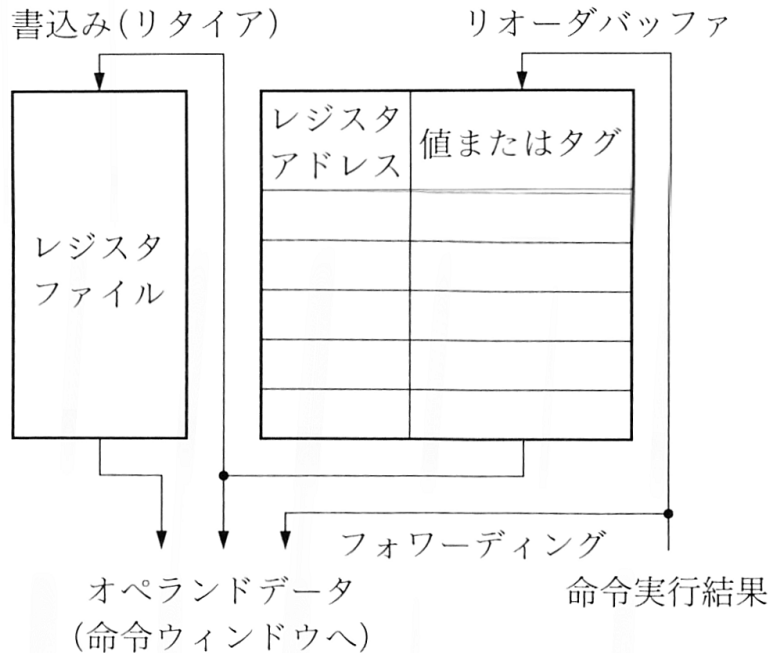 書込み(リタイア)
リオーダバッファ
レジスタ
アドレス
値またはタグ
レジスタ
ファイル
フォワーディング
オペランドデータ
(命令ウィンドウへ)
命令実行結果